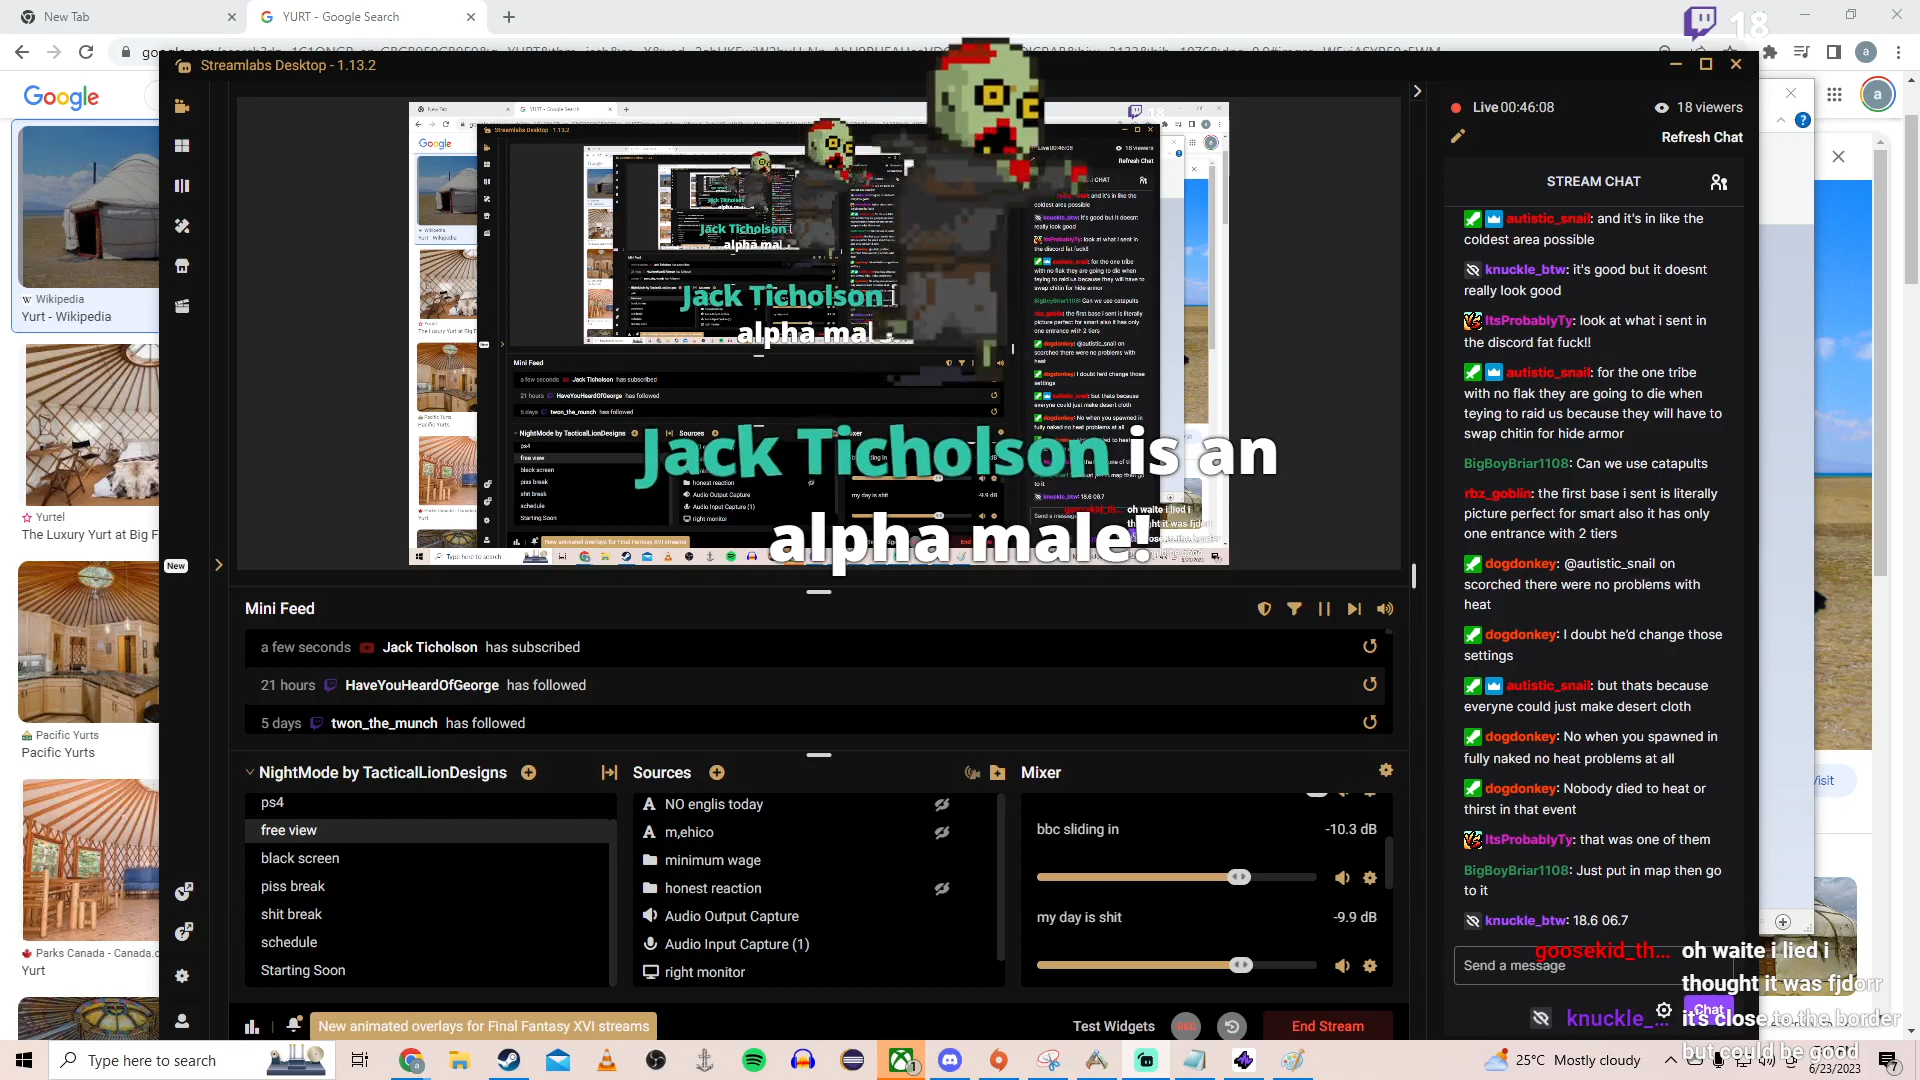 New Tab
YURT - Google Search
18
Streamlabs Desktop - 1.13.2
Google
Live 00:46:08
18 viewers
Refresh Chat
STREAM CHAT
autistic_snail: and it's in like the
coldest area possible
knuckle_btw: it's good but it doesnt
really look good
ItsProbablyTy: look at what i sent in
the discord fat fuck!!
autistic_snail: for the one tribe
with no flak they are going to die when
teying to raid us because they will have to
swap chitin for hide armor
BigBoyBriar1108: Can we use catapults
rbz_goblin: the first base i sent is literally
picture perfect for smart also it has only
one entrance with 2 tiers
dogdonkey: @autistic_snail on
scorched there were no problems with
heat
dogdonkey: I doubt he'd change those
settings
autistic_snail: but thats because
everyne could just make desert cloth
dogdonkey: No when you spawned in
fully naked no heat problems at all
dogdonkey: Nobody died to heat or
thirst in that event
ItsProbablyTy: that was one of them
BigBoyBriar1108: Just put in map then go
to it
knuckle_btw: 18.6 06.7
Send a message
Chat
goosekid_th... oh waite i lied i
thought it was fjdorr
knuckle_... it's close to the border
but could be good
Wikipedia
Yurt - Wikipedia
Yurtel
The Luxury Yurt at Big F
Pacific Yurts
Pacific Yurts
Parks Canada - Canada.c
Yurt
New
Jack Ticholson is an
alpha male!
Mini Feed
a few seconds Jack Ticholson has subscribed
21 hours HaveYouHeardOfGeorge has followed
5 days twon_the_munch has followed
NightMode by TacticalLionDesigns
ps4
free view
black screen
piss break
shit break
schedule
Starting Soon
Sources
NO englis today
m,ehico
minimum wage
honest reaction
Audio Output Capture
Audio Input Capture (1)
right monitor
Mixer
bbc sliding in
-10.3 dB
my day is shit
-9.9 dB
New animated overlays for Final Fantasy XVI streams
Test Widgets
REC
End Stream
Visit
Type here to search
25°C Mostly cloudy
6/23/2023
7